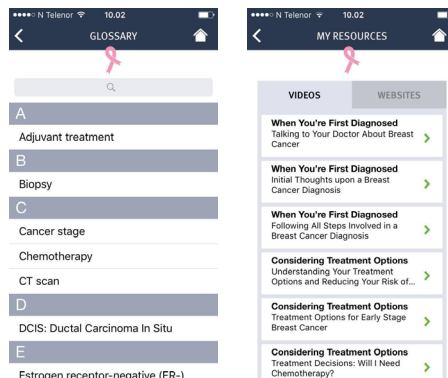 ●●●●○ N Telenor 10.02
GLOSSARY
A
Adjuvant treatment
B
Biopsy
C
Cancer stage
Chemotherapy
CT scan
D
DCIS: Ductal Carcinoma In Situ
E
Estrogen receptor-negative (ER-)
●●●●○ N Telenor 10.02
MY RESOURCES
VIDEOS WEBSITES
When You're First Diagnosed
Talking to Your Doctor About Breast
Cancer
When You're First Diagnosed
Initial Thoughts upon a Breast
Cancer Diagnosis
When You're First Diagnosed
Following All Steps Involved in a
Breast Cancer Diagnosis
Considering Treatment Options
Understanding Your Treatment
Options and Reducing Your Risk of...
Considering Treatment Options
Treatment Options for Early Stage
Breast Cancer
Considering Treatment Options
Treatment Decisions: Will I Need
Chemotherapy?